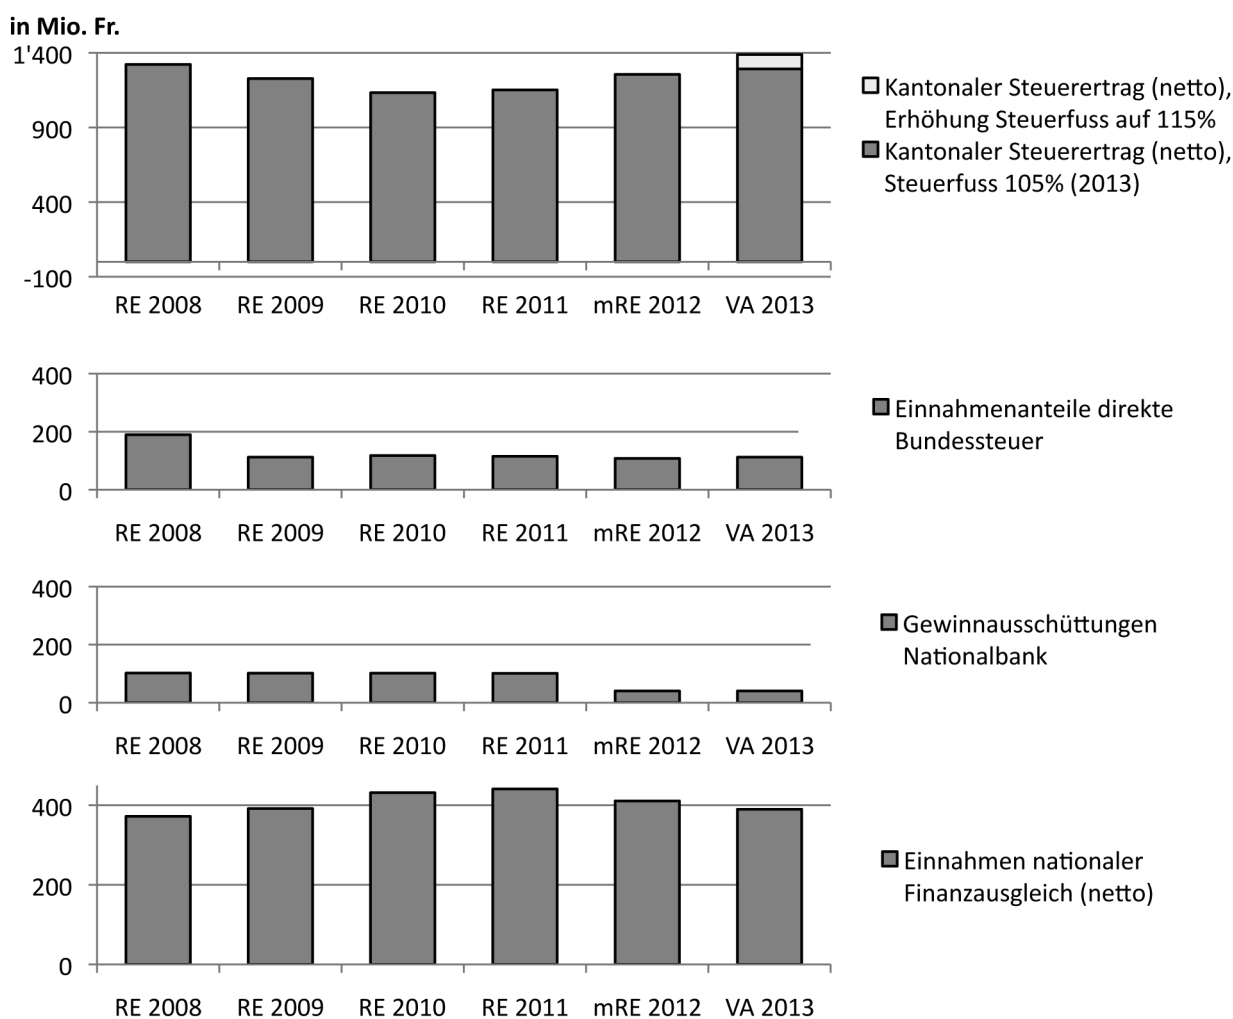 in Mio. Fr.
1'400
900
400
-100
RE 2008 RE 2009 RE 2010 RE 2011 mRE 2012 VA 2013
Kantonaler Steuerertrag (netto),
Erhöhung Steuerfuss auf 115%
Kantonaler Steuerertrag (netto),
Steuerfuss 105% (2013)
400
200
0
RE 2008 RE 2009 RE 2010 RE 2011 mRE 2012 VA 2013
Einnahmenanteile direkte
Bundessteuer
400
200
0
RE 2008 RE 2009 RE 2010 RE 2011 mRE 2012 VA 2013
Gewinnausschüttungen
Nationalbank
400
200
0
RE 2008 RE 2009 RE 2010 RE 2011 mRE 2012 VA 2013
Einnahmen nationaler
Finanzausgleich (netto)